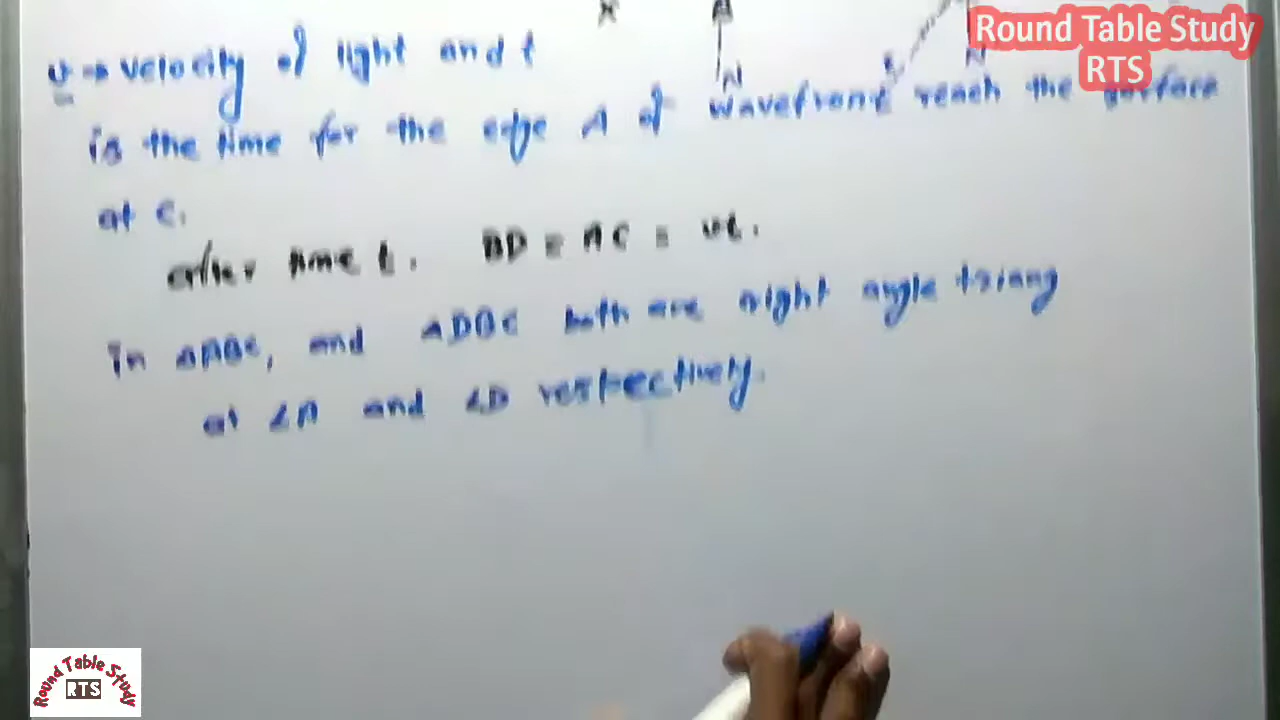 Round Table Study
RTS
N
N
v → velocity of light and t
is the time for the edge A of wavefront reach the surface
at C.
after time t. BD = AC = vt.
in ΔABC, and ΔDBC both are right angle triang
at ∠A and ∠D respectively.
Round Table Study
RTS